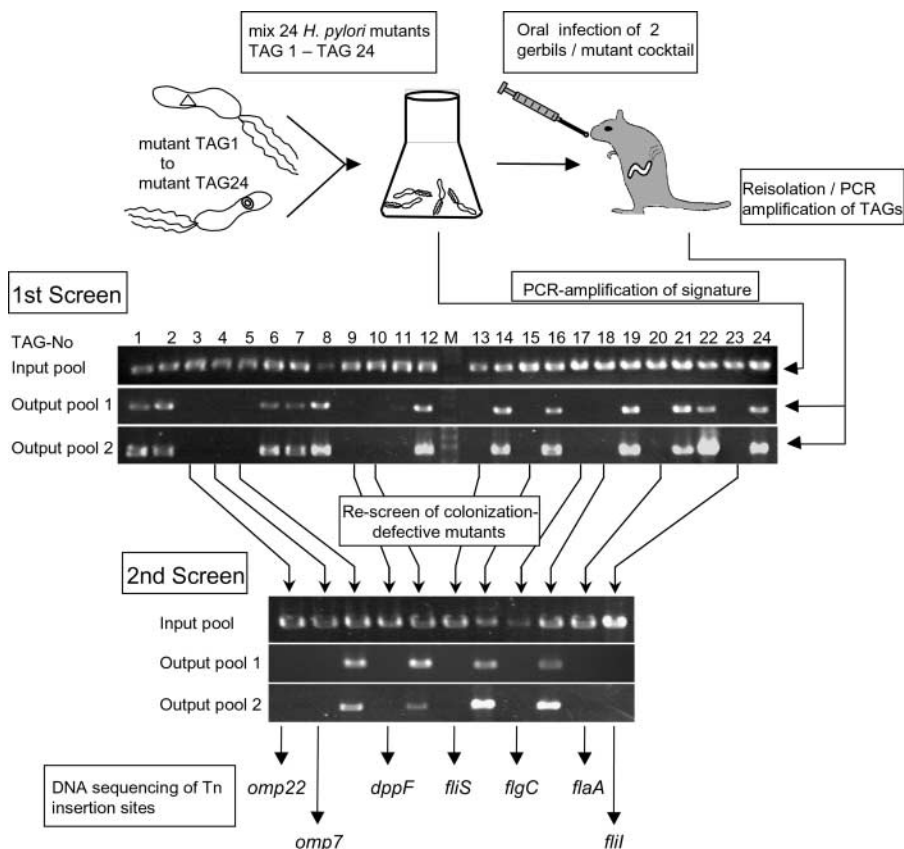 mix 24 H. pylori mutants
TAG 1 – TAG 24
Oral infection of 2
gerbils / mutant cocktail
mutant TAG1
to
mutant TAG24
Reisolation / PCR
amplification of TAGs
1st Screen
PCR-amplification of signature
TAG-No 1 2 3 4 5 6 7 8 9 10 11 12 M 13 14 15 16 17 18 19 20 21 22 23 24
Input pool
Output pool 1
Output pool 2
Re-screen of colonization-
defective mutants
2nd Screen
Input pool
Output pool 1
Output pool 2
DNA sequencing of Tn
insertion sites
omp22 dppF fliS flgC flaA
omp7 fliI